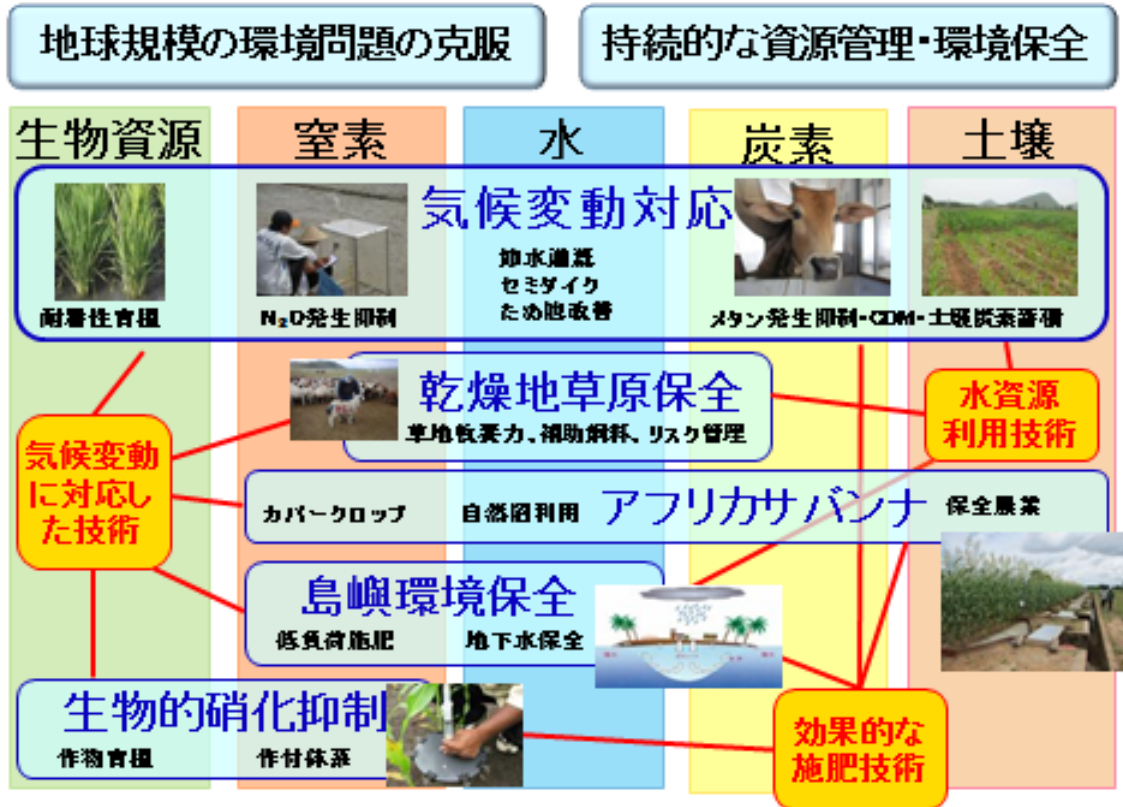 地球規模の環境問題の克服
持続的な資源管理・環境保全
生物資源
窒素
水
炭素
土壌
気候変動対応
節水灌漑
セミダイク
ため池改善
耐暑性育種
N₂O発生抑制
メタン発生抑制・CDM・土壌炭素蓄積
乾燥地草原保全
草地牧養力、補助飼料、リスク管理
水資源
利用技術
気候変動
に対応し
た技術
カバークロップ
自然沼利用
アフリカサバンナ
保全農業
島嶼環境保全
低負荷施肥
地下水保全
生物的硝化抑制
作物育種
作付体系
効果的な
施肥技術